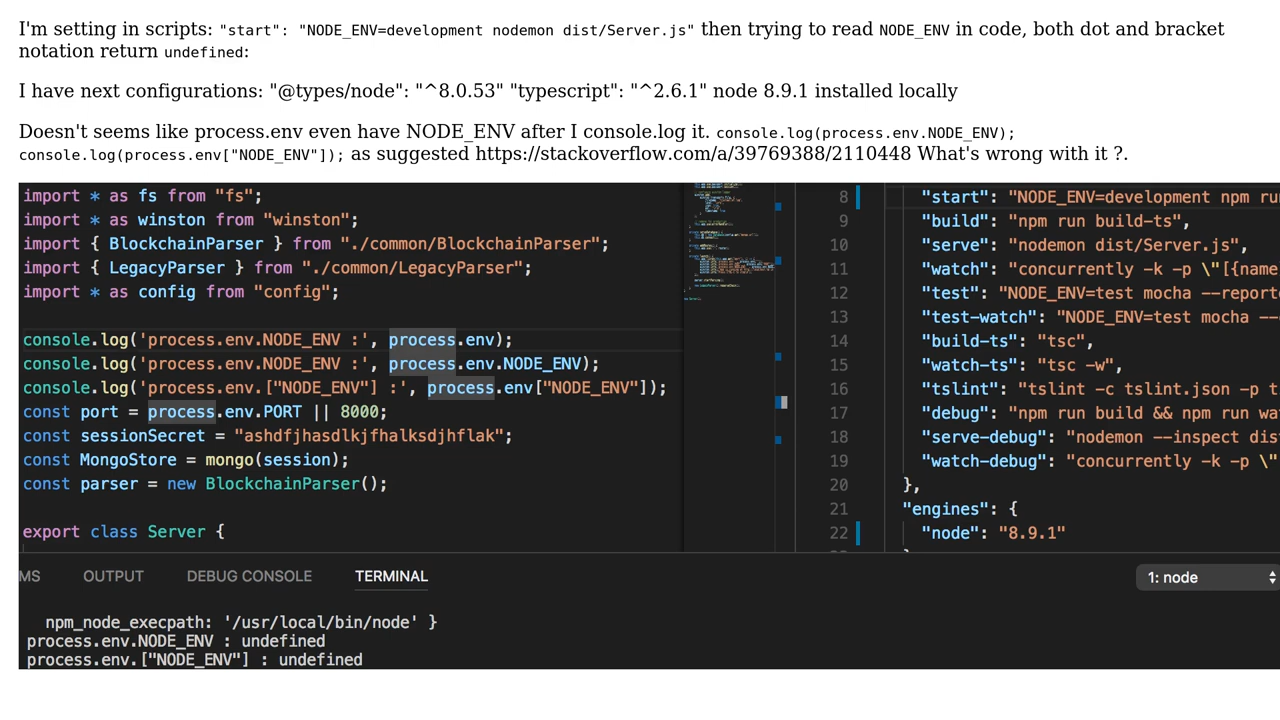 I'm setting in scripts: "start": "NODE_ENV=development nodemon dist/Server.js" then trying to read NODE_ENV in code, both dot and bracket
notation return undefined:
I have next configurations: "@types/node": "^8.0.53" "typescript": "^2.6.1" node 8.9.1 installed locally
Doesn't seems like process.env even have NODE_ENV after I console.log it. console.log(process.env.NODE_ENV);
console.log(process.env["NODE_ENV"]); as suggested https://stackoverflow.com/a/39769388/2110448 What's wrong with it ?.
import * as fs from "fs";
import * as winston from "winston";
import { BlockchainParser } from "./common/BlockchainParser";
import { LegacyParser } from "./common/LegacyParser";
import * as config from "config";
console.log('process.env.NODE_ENV :', process.env);
console.log('process.env.NODE_ENV :', process.env.NODE_ENV);
console.log('process.env.["NODE_ENV"] :', process.env["NODE_ENV"]);
const port = process.env.PORT || 8000;
const sessionSecret = "ashdfjhasdlkjfhalksdjhflak";
const MongoStore = mongo(session);
const parser = new BlockchainParser();
export class Server {
8 "start": "NODE_ENV=development npm run
9 "build": "npm run build-ts",
10 "serve": "nodemon dist/Server.js",
11 "watch": "concurrently -k -p \"[{name
12 "test": "NODE_ENV=test mocha --reporte
13 "test-watch": "NODE_ENV=test mocha --
14 "build-ts": "tsc",
15 "watch-ts": "tsc -w",
16 "tslint": "tslint -c tslint.json -p t
17 "debug": "npm run build && npm run wa
18 "serve-debug": "nodemon --inspect dis
19 "watch-debug": "concurrently -k -p \"
20 },
21 "engines": {
22 "node": "8.9.1"
MS OUTPUT DEBUG CONSOLE TERMINAL 1: node
npm_node_execpath: '/usr/local/bin/node' }
process.env.NODE_ENV : undefined
process.env.["NODE_ENV"] : undefined